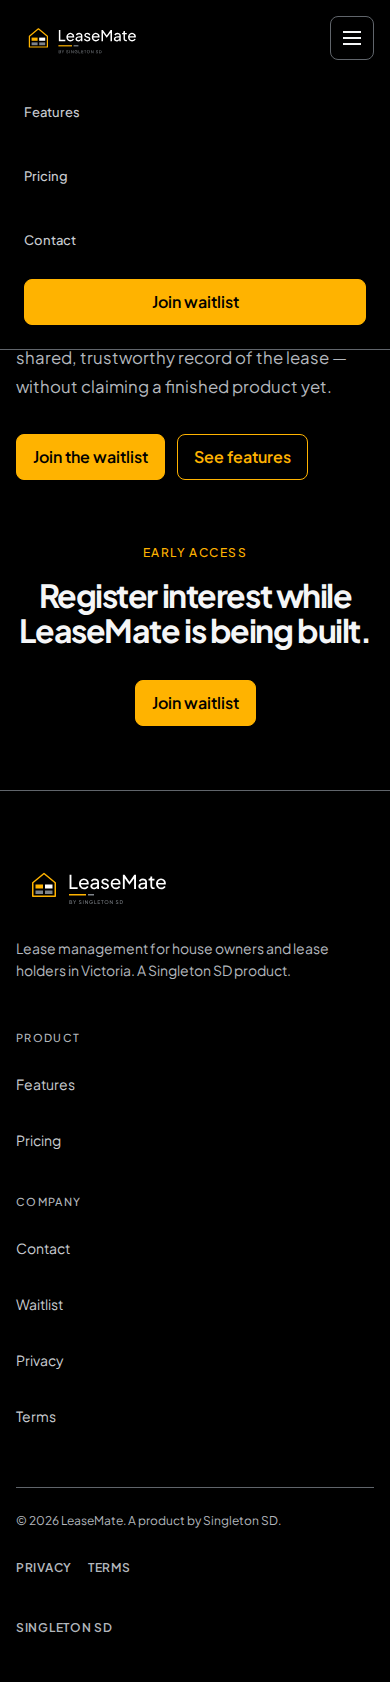 LeaseMate
BY SINGLETON SD
Features
Pricing
Contact
Join waitlist
shared, trustworthy record of the lease —
without claiming a finished product yet.
Join the waitlist
See features
EARLY ACCESS
Register interest while
LeaseMate is being built.
Join waitlist
LeaseMate
BY SINGLETON SD
Lease management for house owners and lease
holders in Victoria. A Singleton SD product.
PRODUCT
Features
Pricing
COMPANY
Contact
Waitlist
Privacy
Terms
© 2026 LeaseMate. A product by Singleton SD.
PRIVACY TERMS
SINGLETON SD